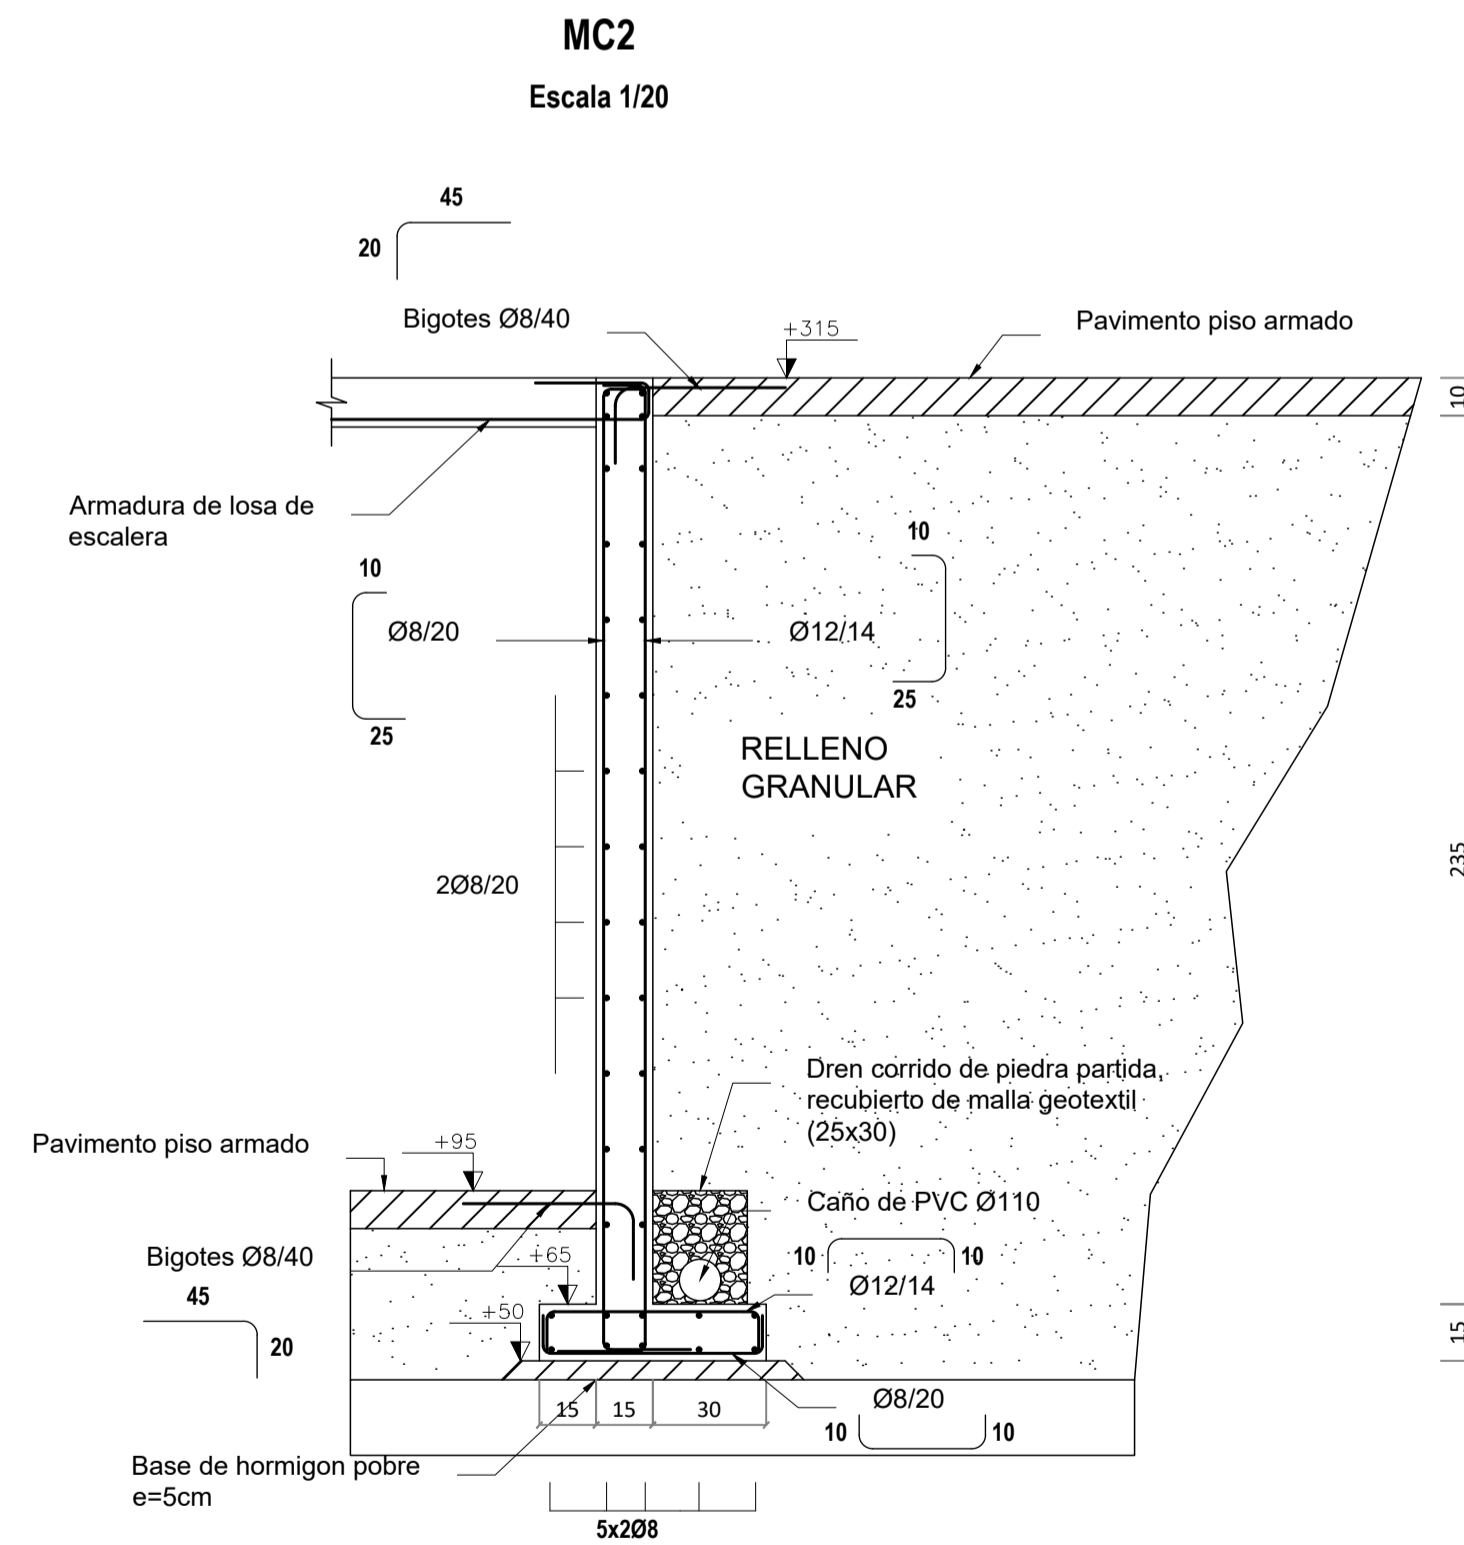 MC2
Escala 1/20
45
20
Bigotes Ø8/40
+315
Pavimento piso armado
10
Armadura de losa de
escalera
10
10
Ø8/20
Ø12/14
25
25
RELLENO
GRANULAR
235
2Ø8/20
Dren corrido de piedra partida,
recubierto de malla geotextil
(25x30)
Pavimento piso armado
+95
Caño de PVC Ø110
Bigotes Ø8/40
+65
10
10
Ø12/14
45
+50
20
15
15
15
30
Ø8/20
10
10
Base de hormigon pobre
e=5cm
5x2Ø8